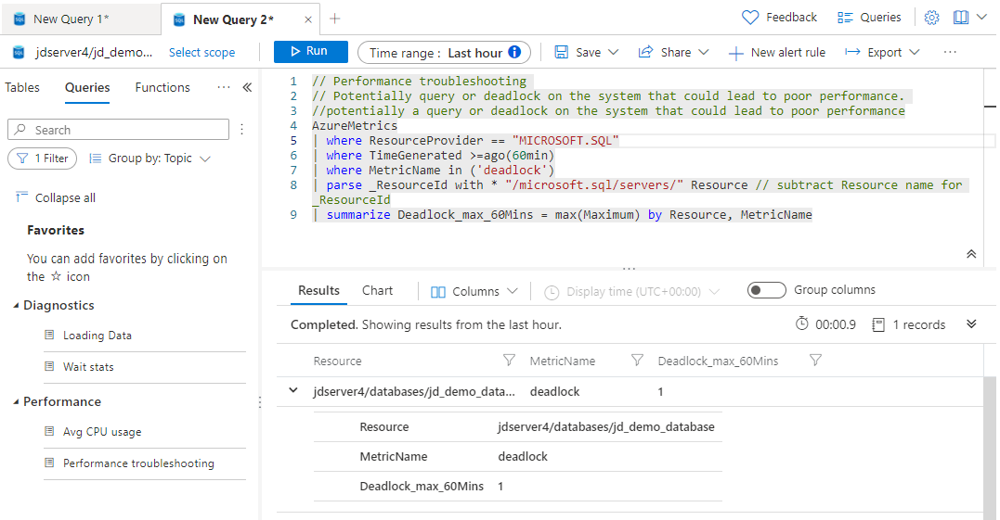 New Query 1*
New Query 2*
×
Feedback
Queries
jdserver4/jd_demo...
Select scope
Run
Time range : Last hour
Save
Share
New alert rule
Export
...
Tables
Queries
Functions
...
Search
1 Filter
Group by: Topic
Collapse all
Favorites
You can add favorites by clicking on
the ☆ icon
Diagnostics
Loading Data
Wait stats
Performance
Avg CPU usage
Performance troubleshooting
1 // Performance troubleshooting
2 // Potentially query or deadlock on the system that could lead to poor performance.
3 //potentially a query or deadlock on the system that could lead to poor performance
4 AzureMetrics
5 | where ResourceProvider == "MICROSOFT.SQL"
6 | where TimeGenerated >=ago(60min)
7 | where MetricName in ('deadlock')
8 | parse _ResourceId with * "/microsoft.sql/servers/" Resource // subtract Resource name for
_ResourceId
9 | summarize Deadlock_max_60Mins = max(Maximum) by Resource, MetricName
Results
Chart
Columns
Display time (UTC+00:00)
Group columns
Completed. Showing results from the last hour.
00:00.9
1 records
Resource
MetricName
Deadlock_max_60Mins
jdserver4/databases/jd_demo_data...
deadlock
1
Resource jdserver4/databases/jd_demo_database
MetricName deadlock
Deadlock_max_60Mins 1